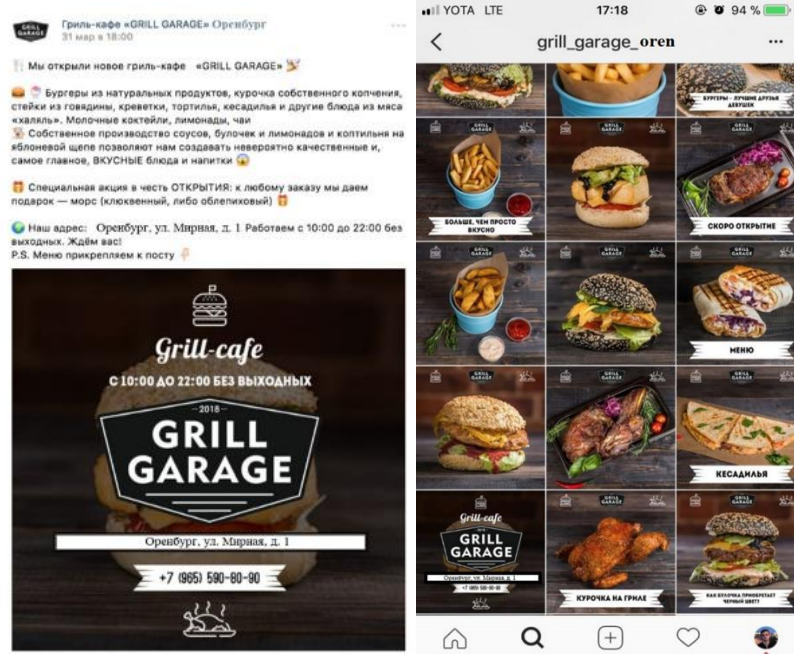 Гриль-кафе «GRILL GARAGE» Оренбург
31 мар в 18:00
Мы открыли новое гриль-кафе «GRILL GARAGE»
Бургеры из натуральных продуктов, курочка собственного копчения,
стейки из говядины, креветки, тортилья, кесадилья и другие блюда из мяса
«халяль». Молочные коктейли, лимонады, чаи
Собственное производство соусов, булочек и лимонадов и коптильня на
яблоневой щепе позволяют нам создавать невероятно качественные и,
самое главное, ВКУСНЫЕ блюда и напитки
Специальная акция в честь ОТКРЫТИЯ: к любому заказу мы даем
подарок — морс (клюквенный, либо облепиховый)
Наш адрес: Оренбург, ул. Мирная, д. 1 Работаем с 10:00 до 22:00 без
выходных. Ждём вас!
P.S. Меню прикрепляем к посту
Grill-cafe
С 10:00 ДО 22:00 БЕЗ ВЫХОДНЫХ
2018
GRILL
GARAGE
Оренбург, ул. Мирная, д. 1
+7 (965) 590-80-90
YOTA LTE 17:18 94 %
grill_garage_oren
БУРГЕРЫ - ЛУЧШИЕ ДРУЗЬЯ
ДЕВУШЕК
БОЛЬШЕ, ЧЕМ ПРОСТО
ВКУСНО
СКОРО ОТКРЫТИЕ
МЕНЮ
КЕСАДИЛЬЯ
Grill-cafe
GRILL
GARAGE
Оренбург, ул. Мирная, д. 1
+7 (965) 590-80-90
КУРОЧКА НА ГРИЛЕ
КАК БУЛОЧКА ПРИОБРЕТАЕТ
ЧЕРНЫЙ ЦВЕТ?